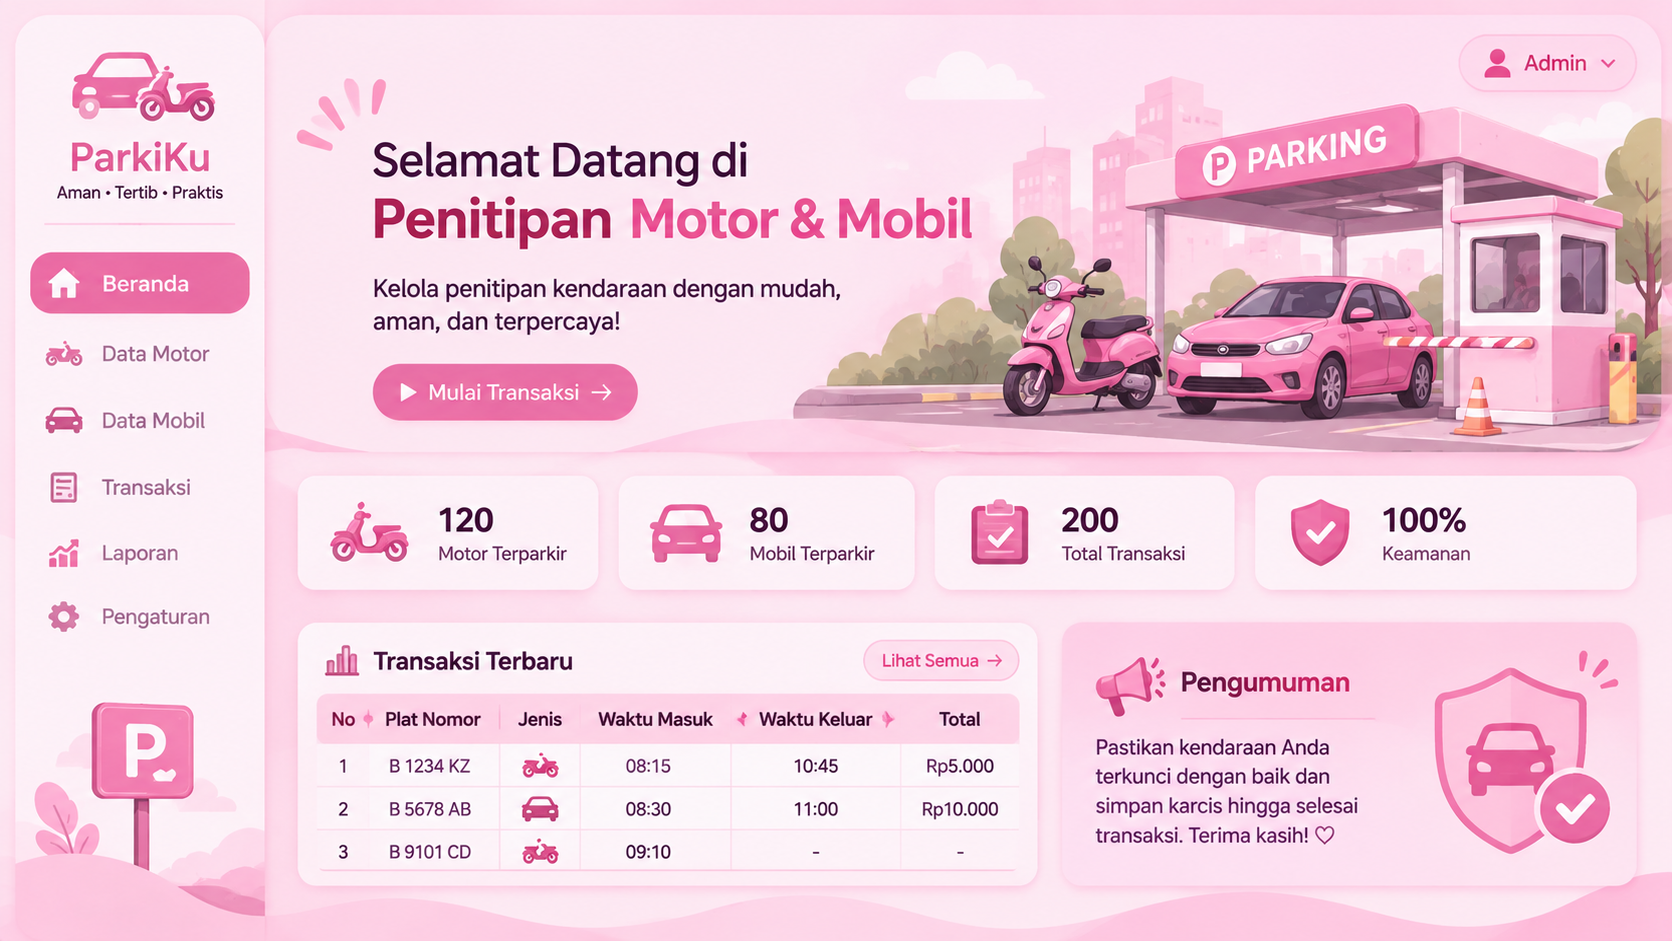 ParkiKu
Aman • Tertib • Praktis
Beranda
Data Motor
Data Mobil
Transaksi
Laporan
Pengaturan
P
Admin
Selamat Datang di
Penitipan Motor & Mobil
Kelola penitipan kendaraan dengan mudah,
aman, dan terpercaya!
Mulai Transaksi →
P PARKING
120
Motor Terparkir
80
Mobil Terparkir
200
Total Transaksi
100%
Keamanan
Transaksi Terbaru
Lihat Semua →
No Plat Nomor Jenis Waktu Masuk Waktu Keluar Total
1 B 1234 KZ 08:15 10:45 Rp5.000
2 B 5678 AB 08:30 11:00 Rp10.000
3 B 9101 CD 09:10 - -
Pengumuman
Pastikan kendaraan Anda
terkunci dengan baik dan
simpan karcis hingga selesai
transaksi. Terima kasih! ♡